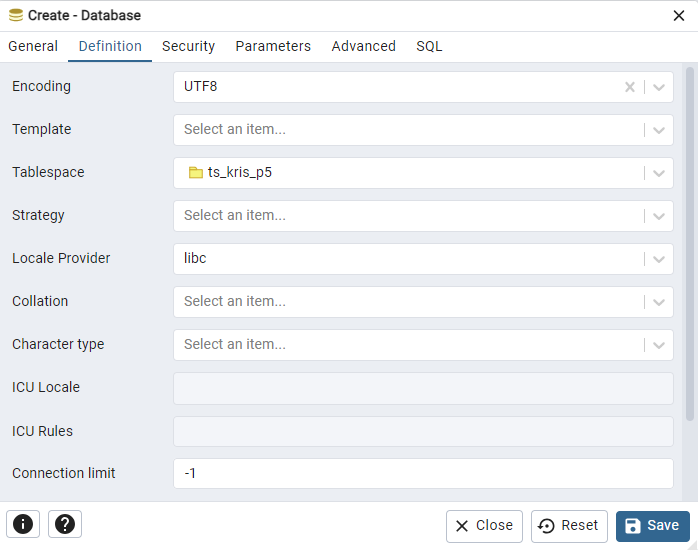 Create - Database
General Definition Security Parameters Advanced SQL
Encoding UTF8
Template Select an item...
Tablespace ts_kris_p5
Strategy Select an item...
Locale Provider libc
Collation Select an item...
Character type Select an item...
ICU Locale
ICU Rules
Connection limit -1
Close Reset Save